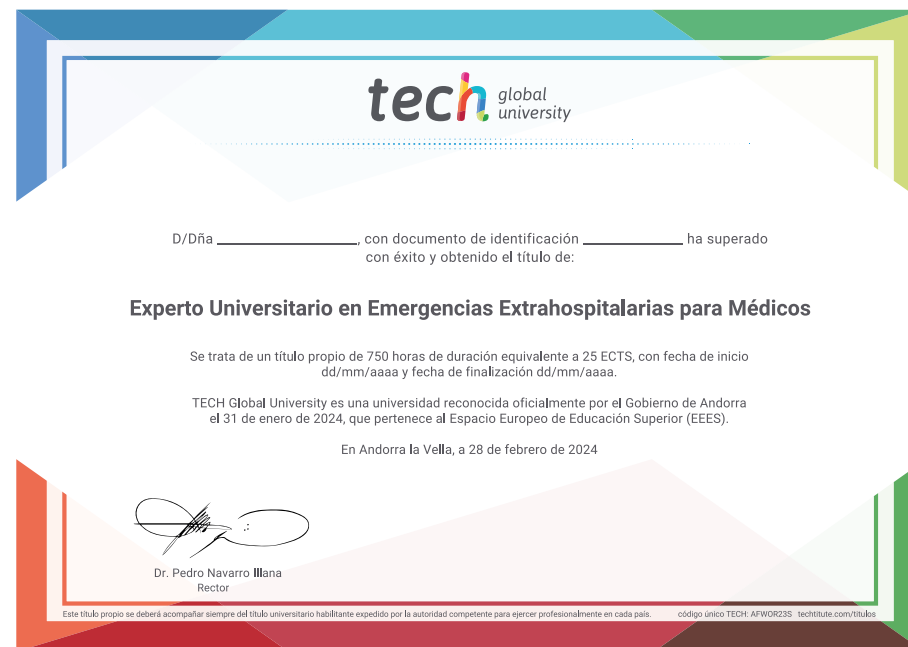 tech global
university
D/Dña ____________________, con documento de identificación ______________ ha superado
con éxito y obtenido el título de:
Experto Universitario en Emergencias Extrahospitalarias para Médicos
Se trata de un título propio de 750 horas de duración equivalente a 25 ECTS, con fecha de inicio
dd/mm/aaaa y fecha de finalización dd/mm/aaaa.
TECH Global University es una universidad reconocida oficialmente por el Gobierno de Andorra
el 31 de enero de 2024, que pertenece al Espacio Europeo de Educación Superior (EEES).
En Andorra la Vella, a 28 de febrero de 2024
Dr. Pedro Navarro Illana
Rector
Este título propio se deberá acompañar siempre del título universitario habilitante expedido por la autoridad competente para ejercer profesionalmente en cada país. código único TECH: AFWOR23S techtitute.com/titulos